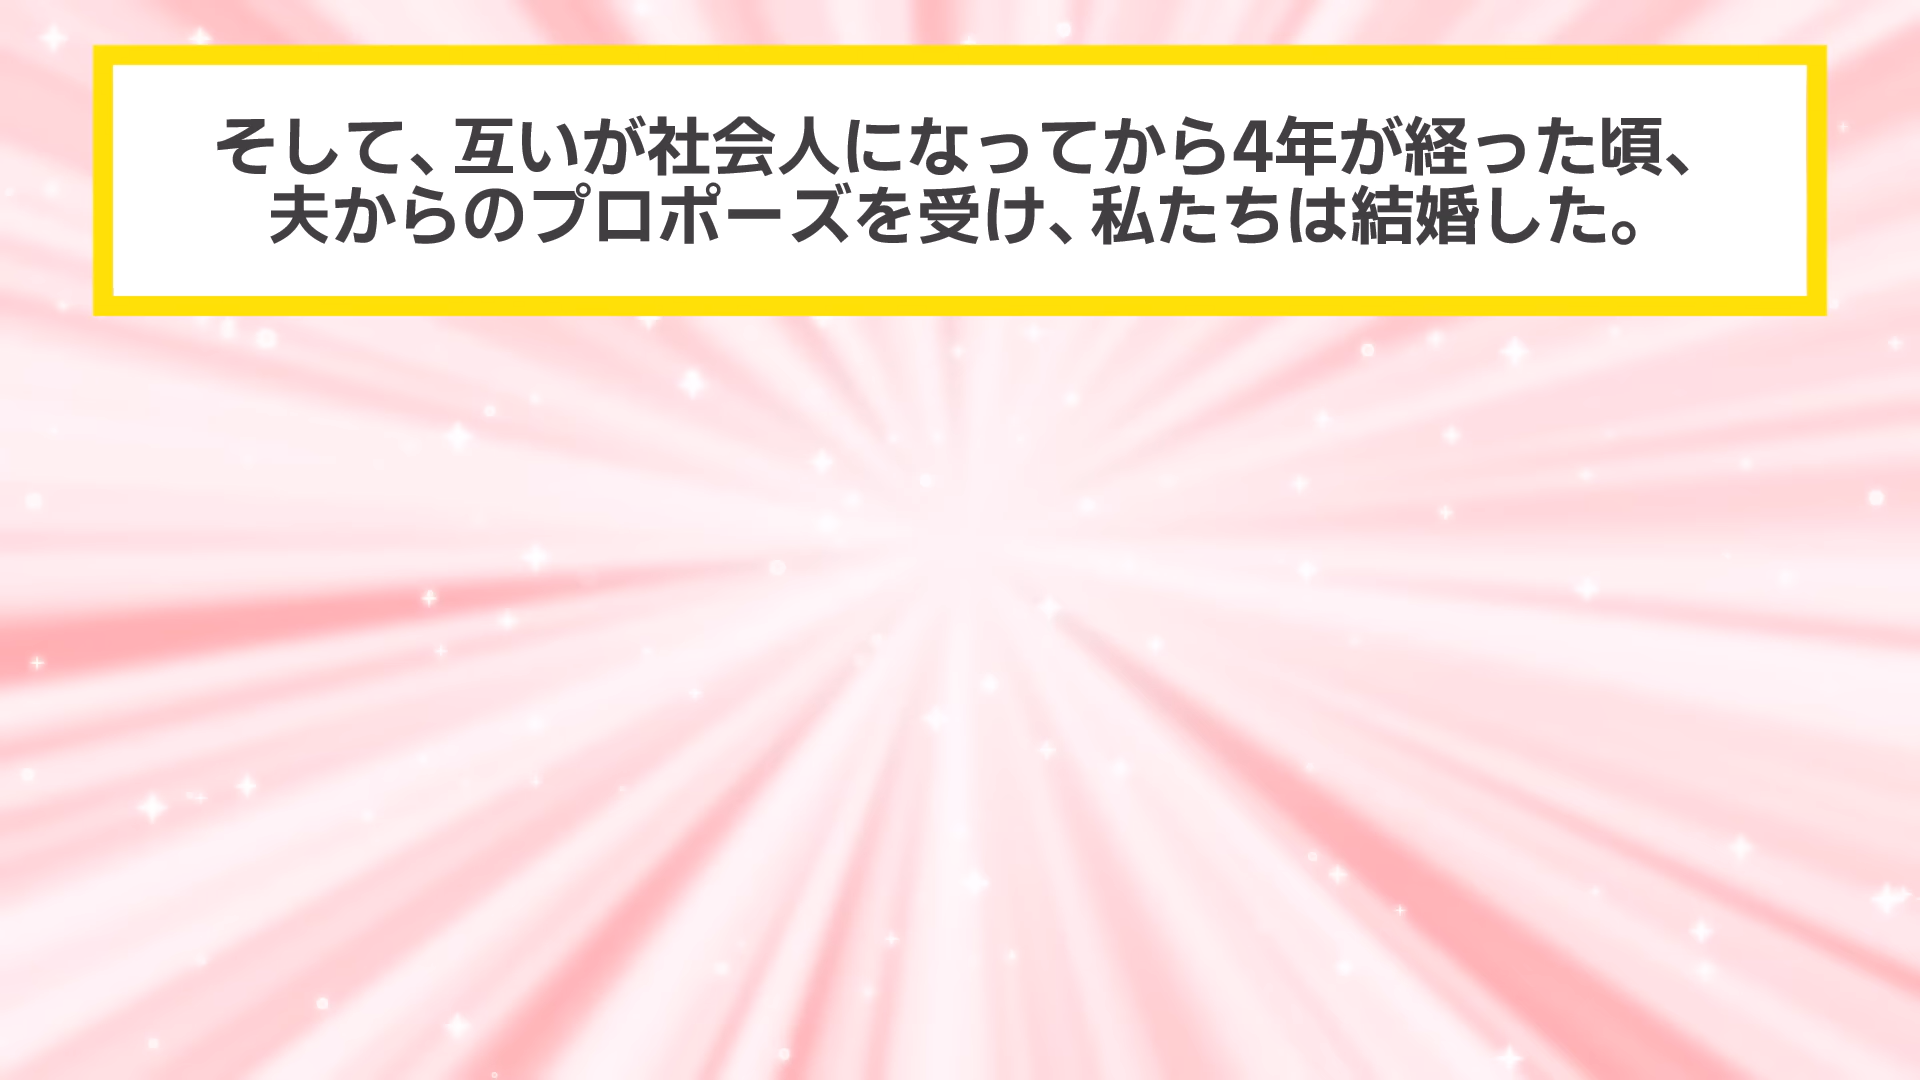 そして、互いが社会人になってから4年が経った頃、
夫からのプロポーズを受け、私たちは結婚した。